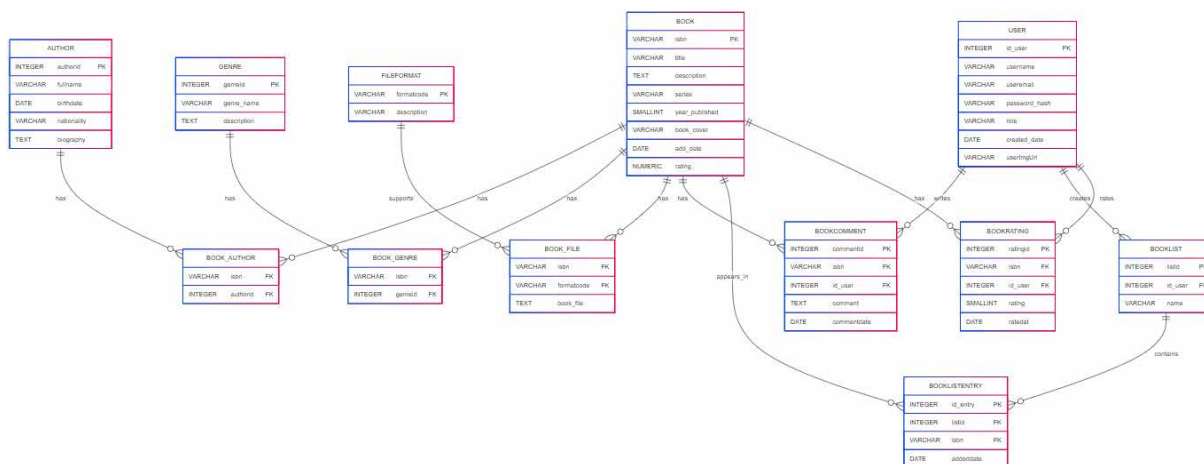 AUTHOR
INTEGER authorid PK
VARCHAR fullname
DATE birthdate
VARCHAR nationality
TEXT biography
GENRE
INTEGER genreid PK
VARCHAR genre_name
TEXT description
FILEFORMAT
VARCHAR formatcode PK
VARCHAR description
BOOK
VARCHAR isbn PK
VARCHAR title
TEXT description
VARCHAR series
SMALLINT year_published
VARCHAR book_cover
DATE add_date
NUMERIC rating
USER
INTEGER id_user PK
VARCHAR username
VARCHAR useremail
VARCHAR password_hash
VARCHAR role
DATE created_date
VARCHAR userImgUrl
has
has
supports
has
has
has
has
has
writes
creates
rates
appears_in
contains
BOOK_AUTHOR
VARCHAR isbn FK
INTEGER authorid FK
BOOK_GENRE
VARCHAR isbn FK
INTEGER genreid FK
BOOK_FILE
VARCHAR isbn FK
VARCHAR formatcode FK
TEXT book_file
BOOKCOMMENT
INTEGER commentid PK
VARCHAR isbn FK
INTEGER id_user FK
TEXT comment
DATE commentdate
BOOKRATING
INTEGER ratingid PK
VARCHAR isbn FK
INTEGER id_user FK
SMALLINT rating
DATE ratedat
BOOKLIST
INTEGER listid PK
INTEGER id_user FK
VARCHAR name
BOOKLISTENTRY
INTEGER id_entry PK
INTEGER listid FK
VARCHAR isbn FK
DATE addeddate